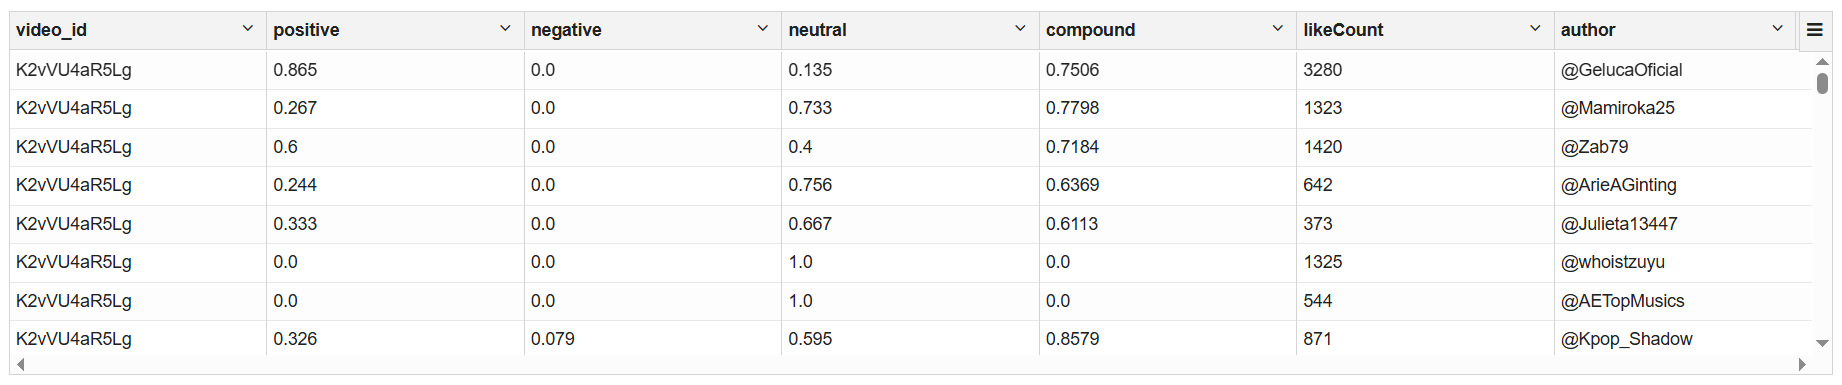 video_id positive negative neutral compound likeCount author
K2vVU4aR5Lg 0.865 0.0 0.135 0.7506 3280 @GelucaOficial
K2vVU4aR5Lg 0.267 0.0 0.733 0.7798 1323 @Mamiroka25
K2vVU4aR5Lg 0.6 0.0 0.4 0.7184 1420 @Zab79
K2vVU4aR5Lg 0.244 0.0 0.756 0.6369 642 @ArieAGinting
K2vVU4aR5Lg 0.333 0.0 0.667 0.6113 373 @Julieta13447
K2vVU4aR5Lg 0.0 0.0 1.0 0.0 1325 @whoistzuyu
K2vVU4aR5Lg 0.0 0.0 1.0 0.0 544 @AETopMusics
K2vVU4aR5Lg 0.326 0.079 0.595 0.8579 871 @Kpop_Shadow